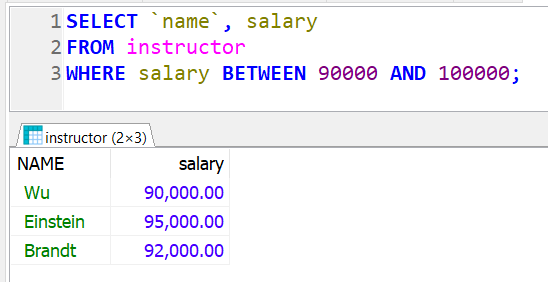 1 SELECT `name`, salary
2 FROM instructor
3 WHERE salary BETWEEN 90000 AND 100000;
instructor (2×3)
NAME salary
Wu 90,000.00
Einstein 95,000.00
Brandt 92,000.00